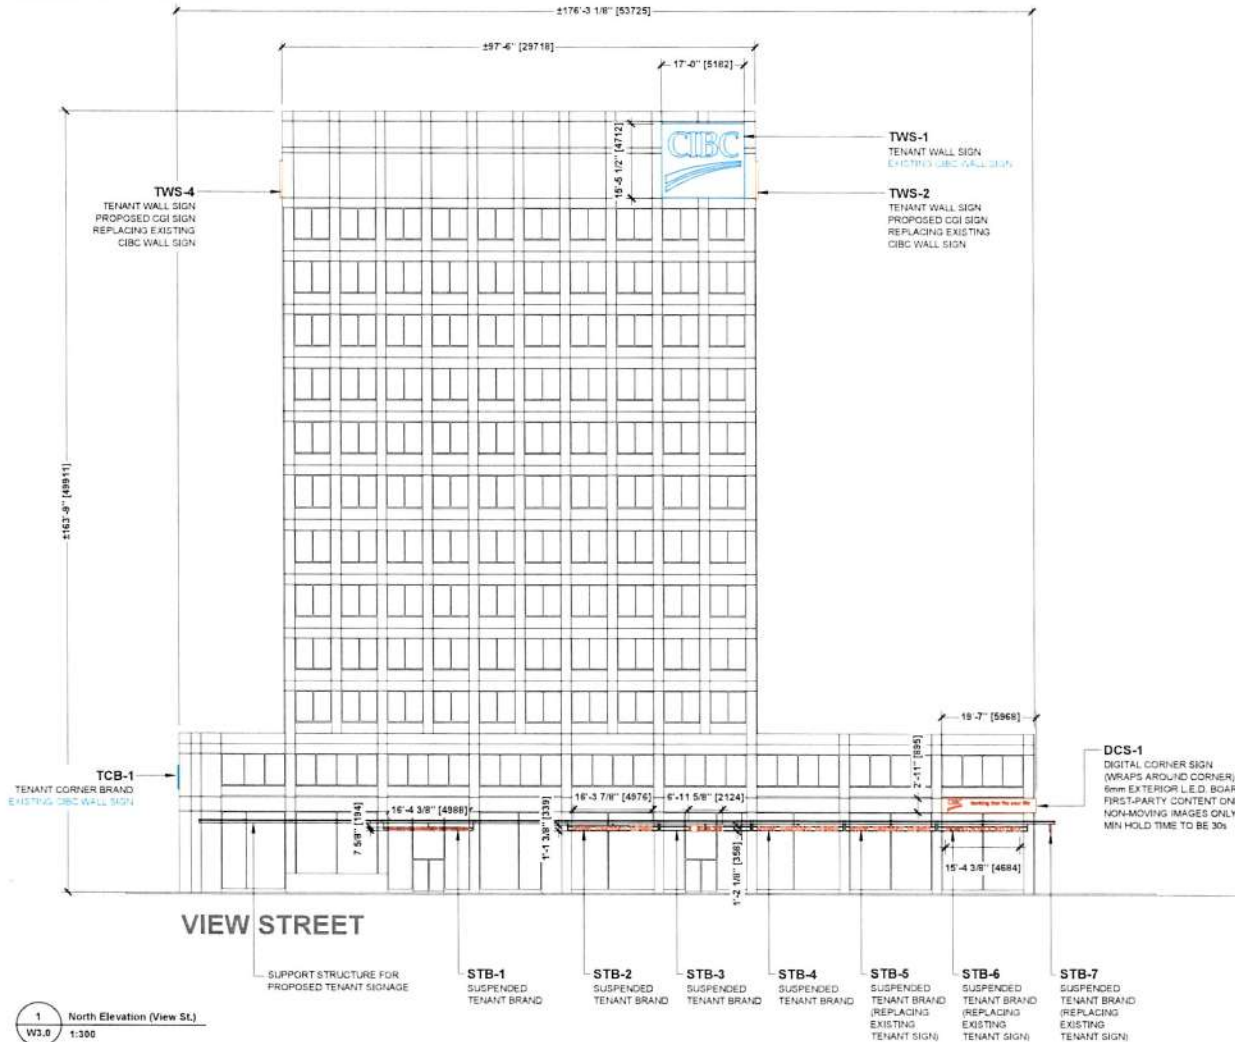 ±176'-3 1/8" [53725]
±97'-6" [29718]
17'-0" [5182]
15'-5 1/2" [4712]
CIBC
TWS-1
TENANT WALL SIGN
EXISTING CIBC WALL SIGN
TWS-4
TENANT WALL SIGN
PROPOSED CGI SIGN
REPLACING EXISTING
CIBC WALL SIGN
TWS-2
TENANT WALL SIGN
PROPOSED CGI SIGN
REPLACING EXISTING
CIBC WALL SIGN
±163'-9" [49911]
19'-7" [5968]
2'-11" [895]
TCB-1
TENANT CORNER BRAND
EXISTING CIBC WALL SIGN
DCS-1
DIGITAL CORNER SIGN
(WRAPS AROUND CORNER)
6mm EXTERIOR L.E.D. BOAR
FIRST-PARTY CONTENT ON
NON-MOVING IMAGES ONLY
MIN HOLD TIME TO BE 30s
CIBC Banking that fits your life.
7 5/8" [194]
16'-4 3/8" [4988]
1'-1 3/8" [339]
16'-3 7/8" [4976]
6'-11 5/8" [2124]
1'-2 1/8" [358]
15'-4 3/8" [4684]
VIEW STREET
SUPPORT STRUCTURE FOR
PROPOSED TENANT SIGNAGE
STB-1
SUSPENDED
TENANT BRAND
STB-2
SUSPENDED
TENANT BRAND
STB-3
SUSPENDED
TENANT BRAND
STB-4
SUSPENDED
TENANT BRAND
STB-5
SUSPENDED
TENANT BRAND
(REPLACING
EXISTING
TENANT SIGN)
STB-6
SUSPENDED
TENANT BRAND
(REPLACING
EXISTING
TENANT SIGN)
STB-7
SUSPENDED
TENANT BRAND
(REPLACING
EXISTING
TENANT SIGN)
1
W3.0
North Elevation (View St.)
1:300